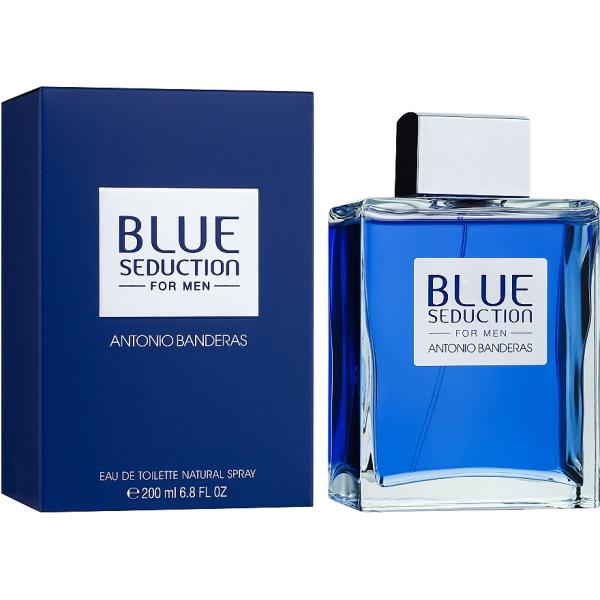 BLUE
SEDUCTION
FOR MEN
ANTONIO BANDERAS
EAU DE TOILETTE NATURAL SPRAY
℮ 200 ml 6.8 FL OZ
BLUE
SEDUCTION
FOR MEN
ANTONIO BANDERAS